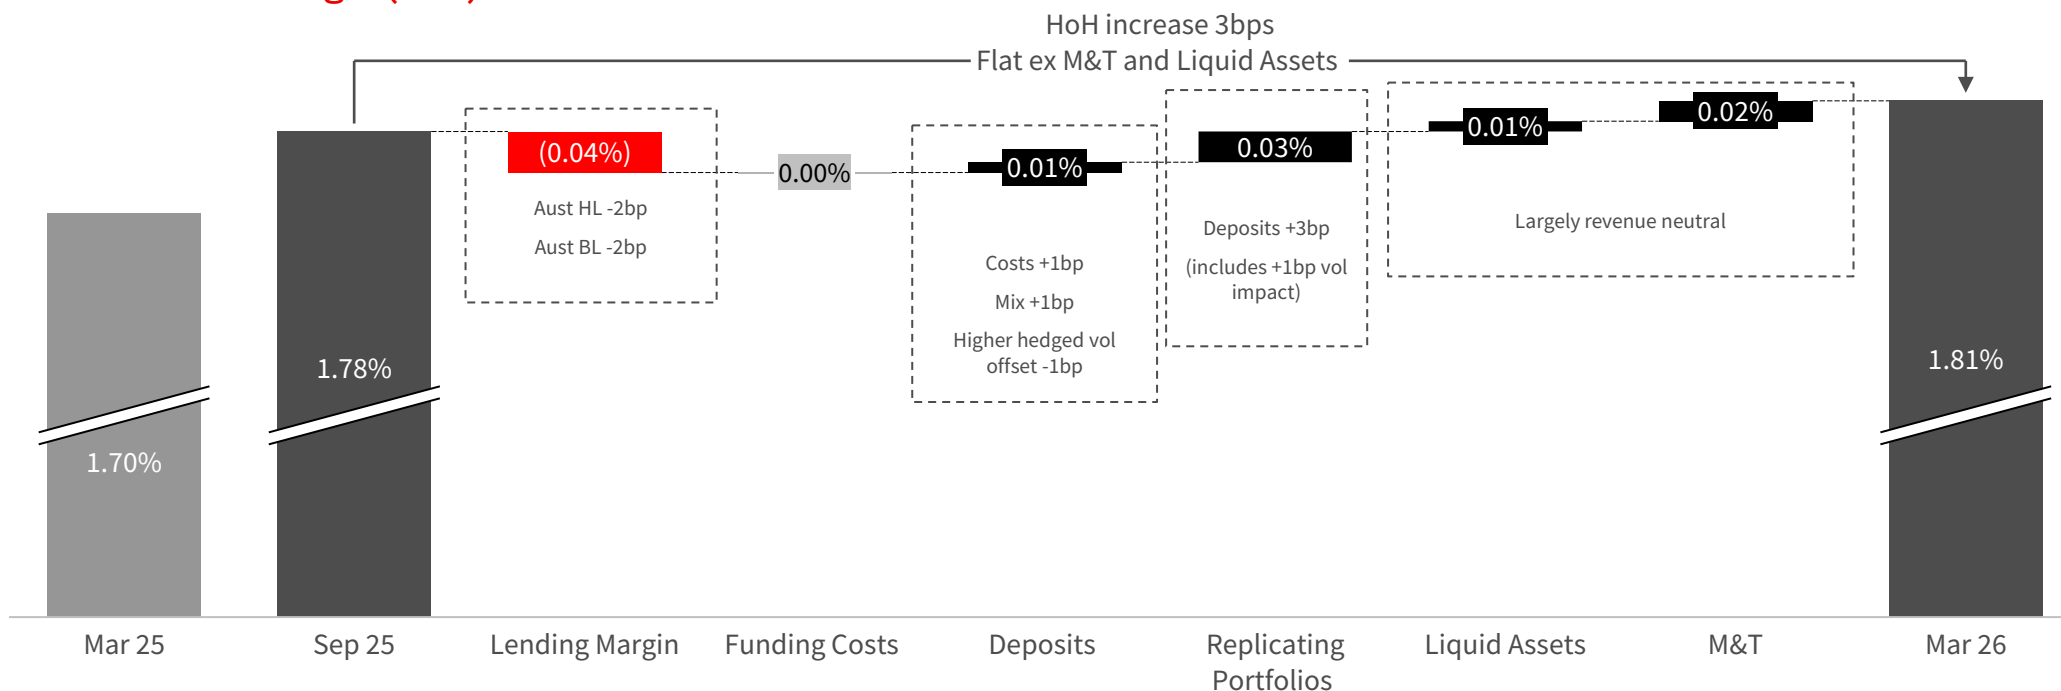 HoH increase 3bps
Flat ex M&T and Liquid Assets
(0.04%)
0.00%
0.01%
0.03%
0.01%
0.02%
Aust HL -2bp
Aust BL -2bp
Costs +1bp
Mix +1bp
Higher hedged vol
offset -1bp
Deposits +3bp
(includes +1bp vol
impact)
Largely revenue neutral
1.70%
1.78%
1.81%
Mar 25
Sep 25
Lending Margin
Funding Costs
Deposits
Replicating
Portfolios
Liquid Assets
M&T
Mar 26